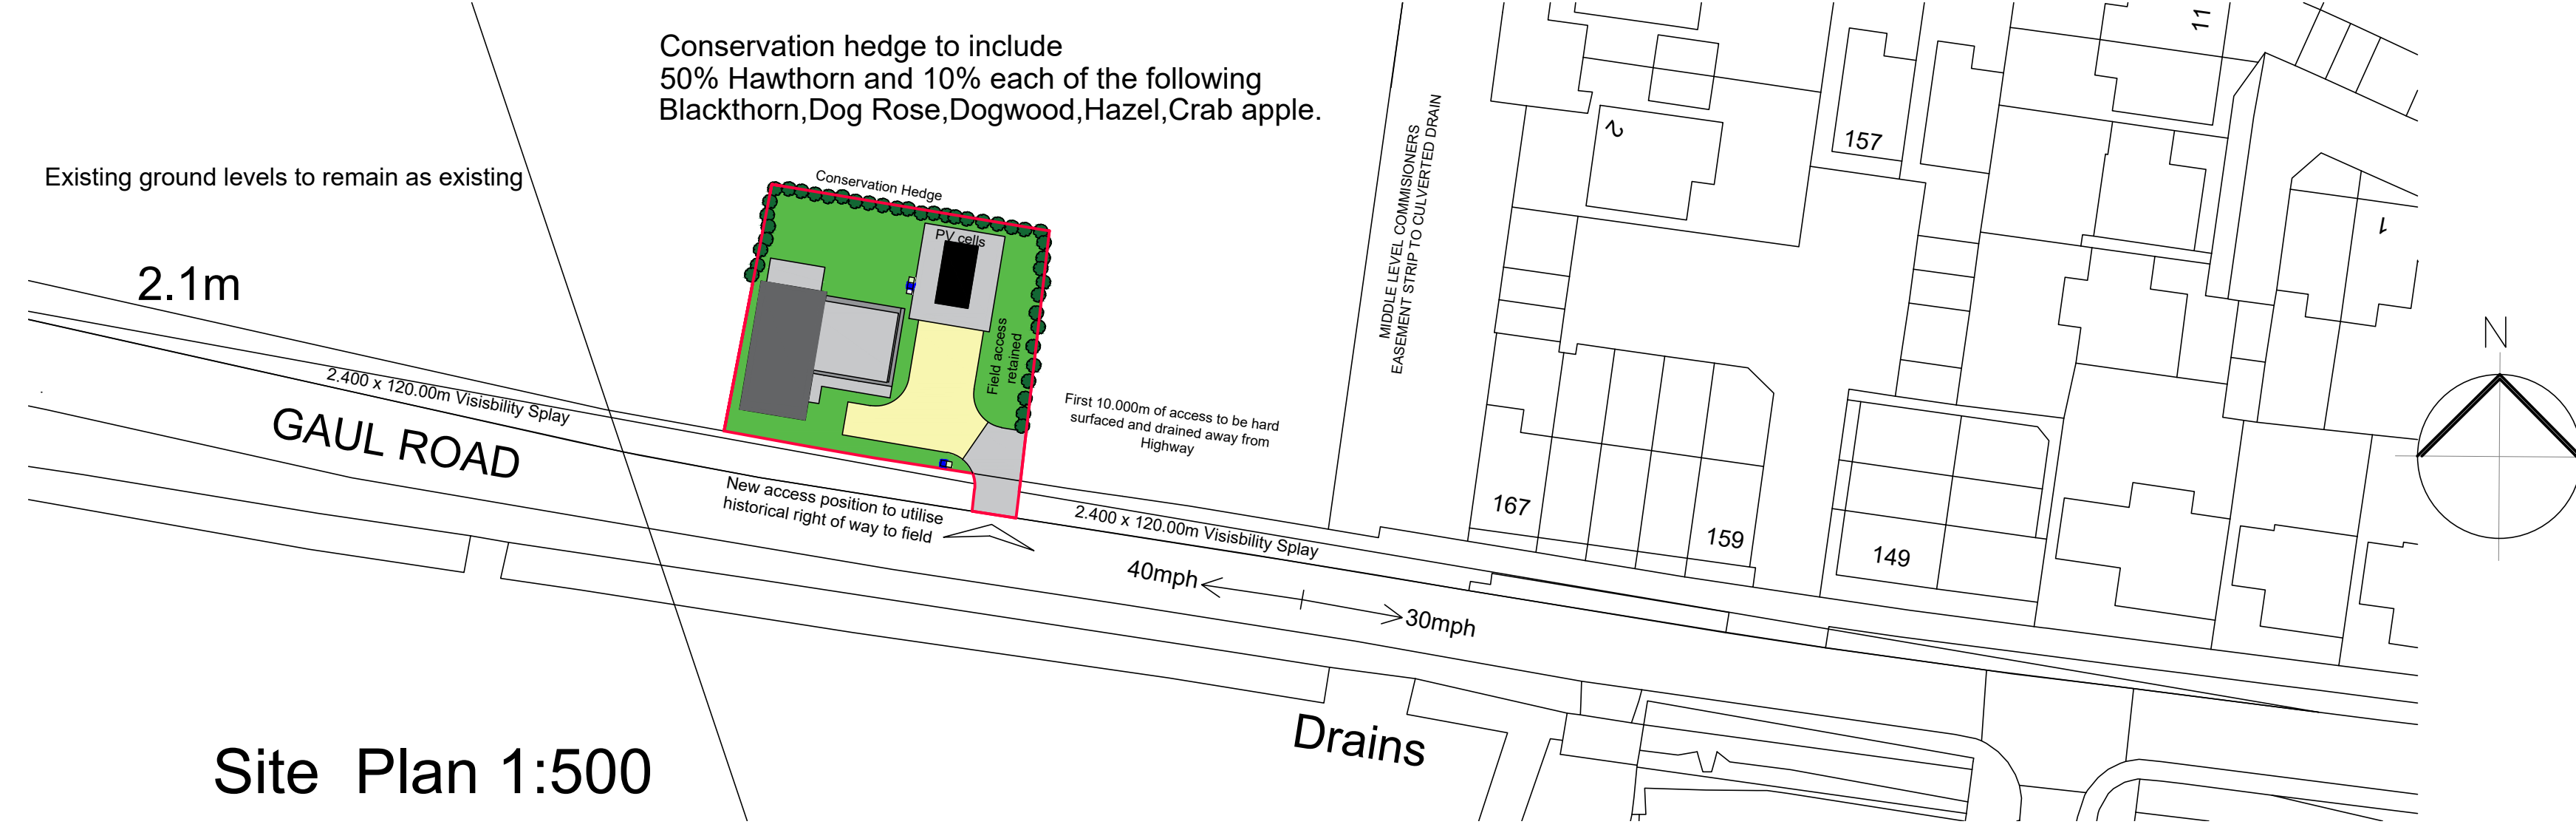 Conservation hedge to include
50% Hawthorn and 10% each of the following
Blackthorn,Dog Rose,Dogwood,Hazel,Crab apple.
Existing ground levels to remain as existing
2.1m
Conservation Hedge
PV cells
Field access
retained
2.400 x 120.00m Visisbility Splay
GAUL ROAD
First 10.000m of access to be hard
surfaced and drained away from
Highway
New access position to utilise
historical right of way to field
2.400 x 120.00m Visisbility Splay
40mph
30mph
MIDDLE LEVEL COMMISIONERS
EASEMENT STRIP TO CULVERTED DRAIN
2
157
11
1
167
159
149
N
Drains
Site Plan 1:500